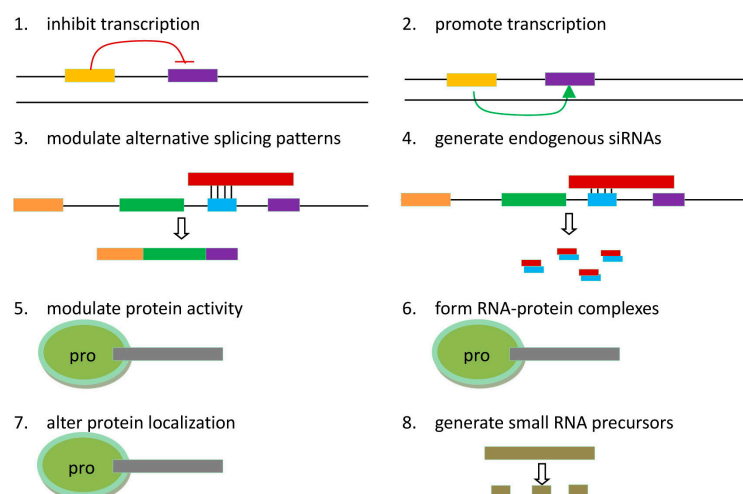 1. inhibit transcription
2. promote transcription
3. modulate alternative splicing patterns
4. generate endogenous siRNAs
5. modulate protein activity
6. form RNA-protein complexes
pro
pro
7. alter protein localization
8. generate small RNA precursors
pro